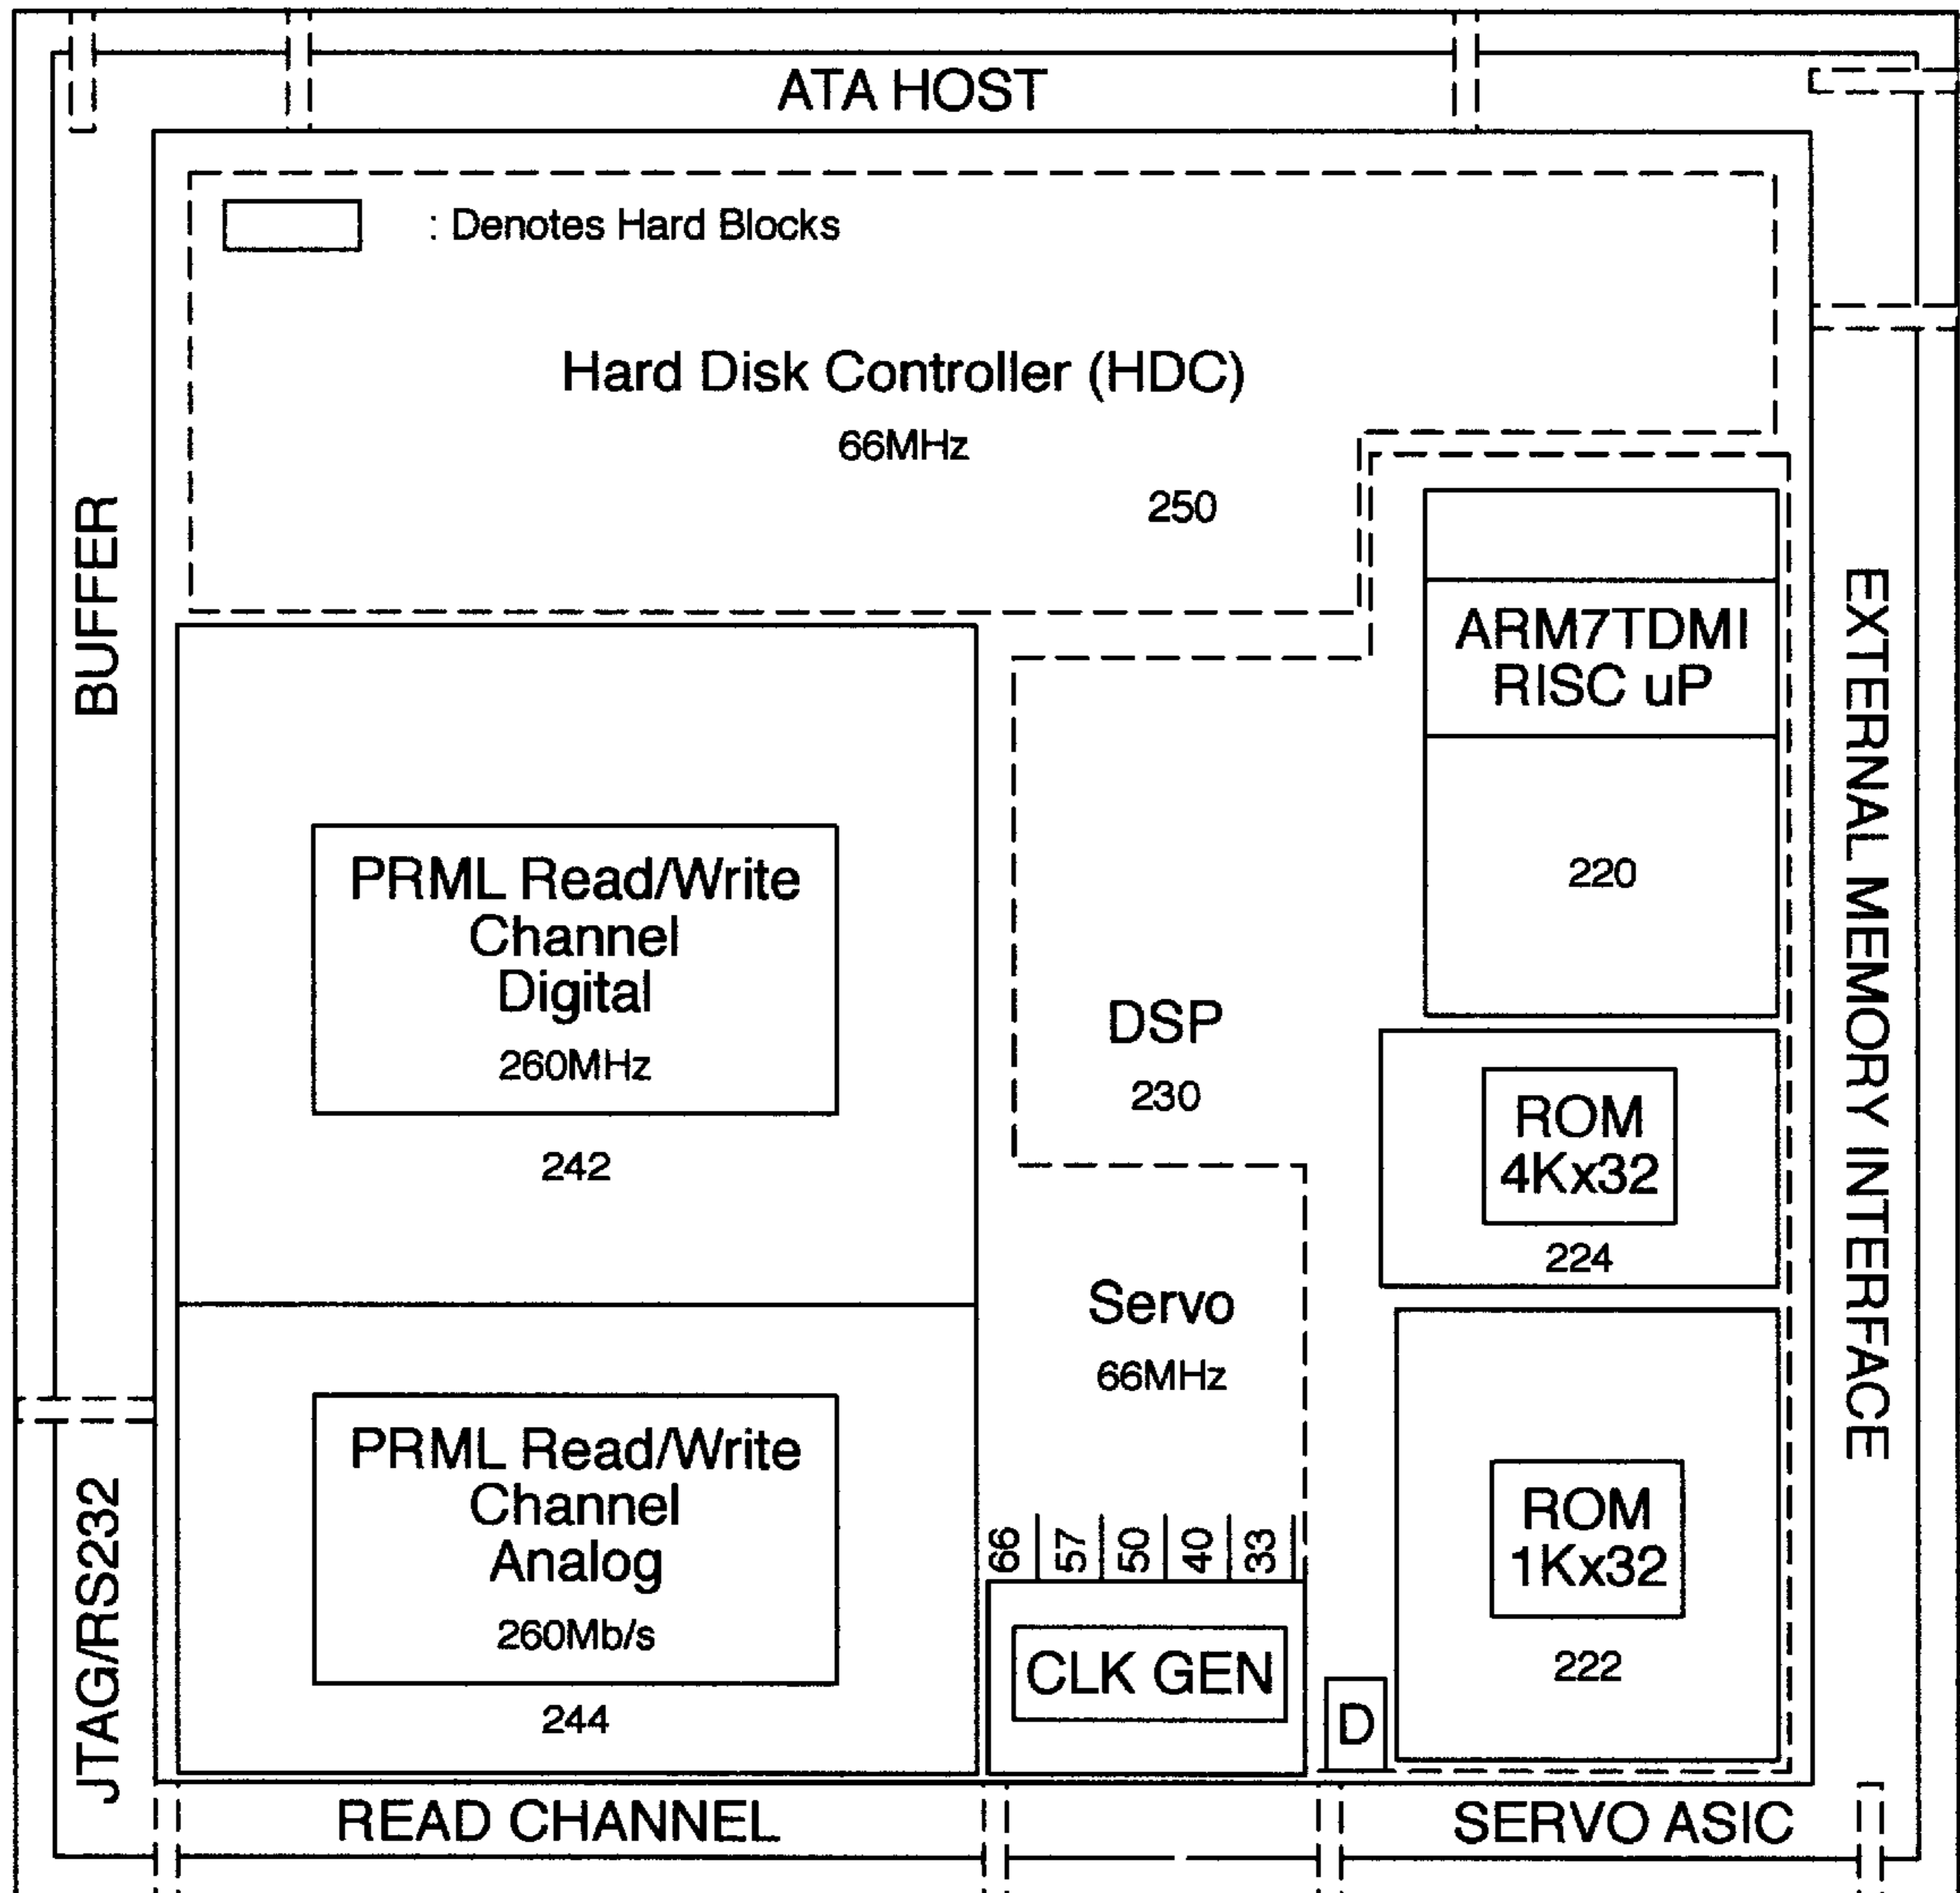 ATA HOST
: Denotes Hard Blocks
Hard Disk Controller (HDC)
66MHz
250
BUFFER
ARM7TDMI
RISC uP
220
EXTERNAL MEMORY INTERFACE
PRML Read/Write
Channel
Digital
260MHz
242
DSP
230
ROM
4Kx32
224
Servo
66MHz
JTAG/RS232
PRML Read/Write
Channel
Analog
260Mb/s
244
66
57
50
40
33
CLK GEN
D
ROM
1Kx32
222
READ CHANNEL
SERVO ASIC